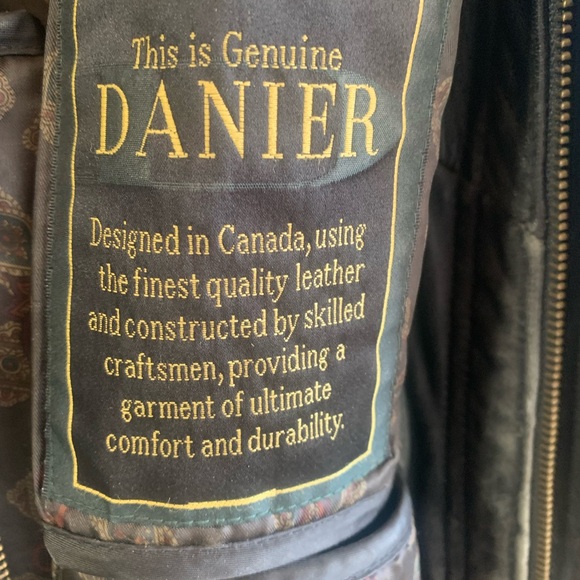 This is Genuine
DANIER
Designed in Canada, using
the finest quality leather
and constructed by skilled
craftsmen, providing a
garment of ultimate
comfort and durability.